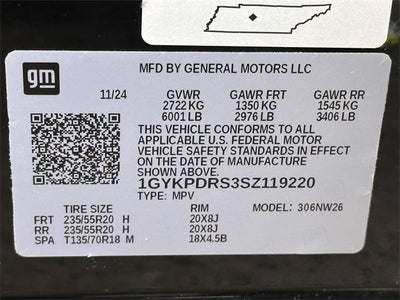 gm
MFD BY GENERAL MOTORS LLC
11/24 GVWR GAWR FRT GAWR RR
2722 KG 1350 KG 1545 KG
6001 LB 2976 LB 3406 LB
THIS VEHICLE CONFORMS TO ALL
APPLICABLE U.S. FEDERAL MOTOR
VEHICLE SAFETY STANDARDS IN EFFECT
ON THE DATE OF MANUFACTURE
SHOWN ABOVE.
1GYKPDRS3SZ119220
TYPE: MPV
TIRE SIZE RIM MODEL: 306NW26
FRT 235/55R20 H 20X8J
RR 235/55R20 H 20X8J
SPA T135/70R18 M 18X4.5B